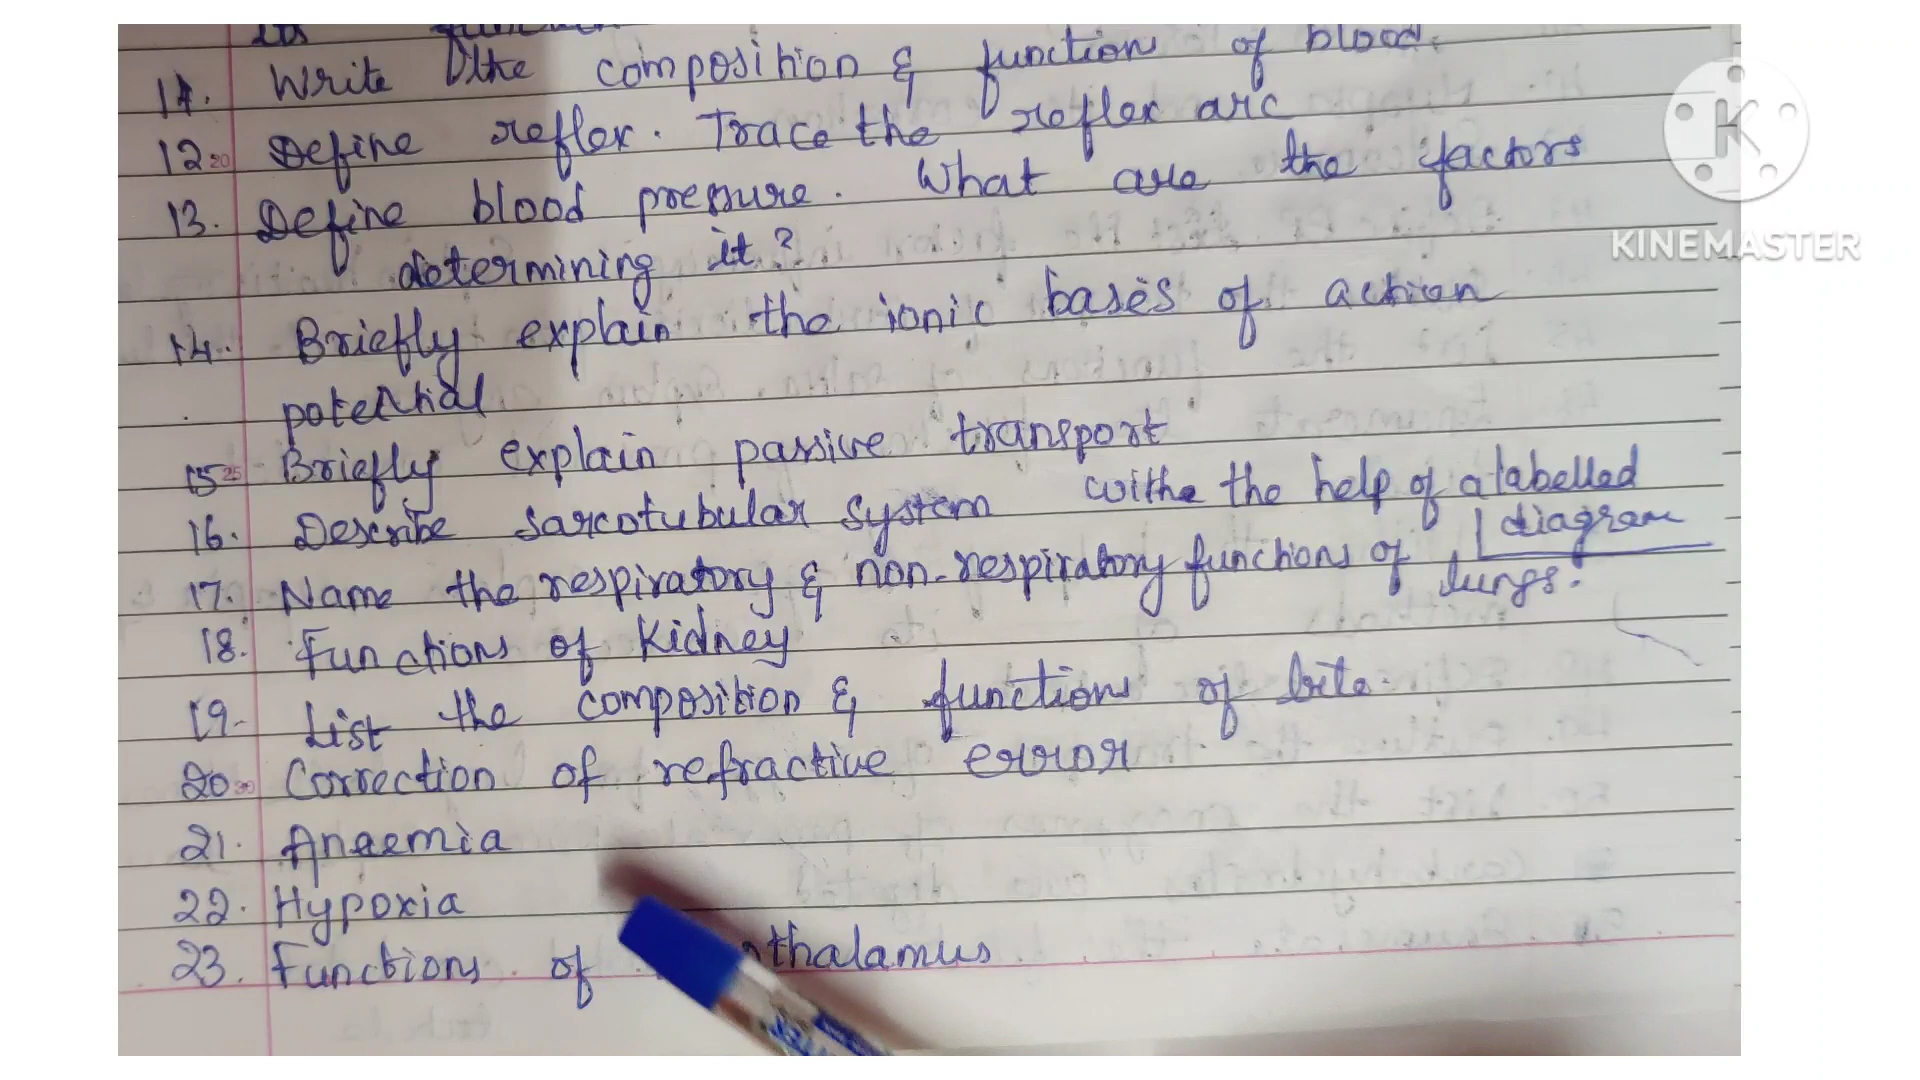 11. Write the composition & function of blood.
12. Define reflex. Trace the reflex arc
13. Define blood pressure. What are the factors
determining it?
14. Briefly explain the ionic bases of action
potential
15. Briefly explain passive transport
16. Describe sarcotubular system withe the help of a labelled
diagram
17. Name the respiratory & non-respiratory functions of lungs.
18. Functions of Kidney
19. List the composition & functions of bile.
20. Correction of refractive error
21. Anaemia
22. Hypoxia
23. Functions of thalamus
K
KINEMASTER